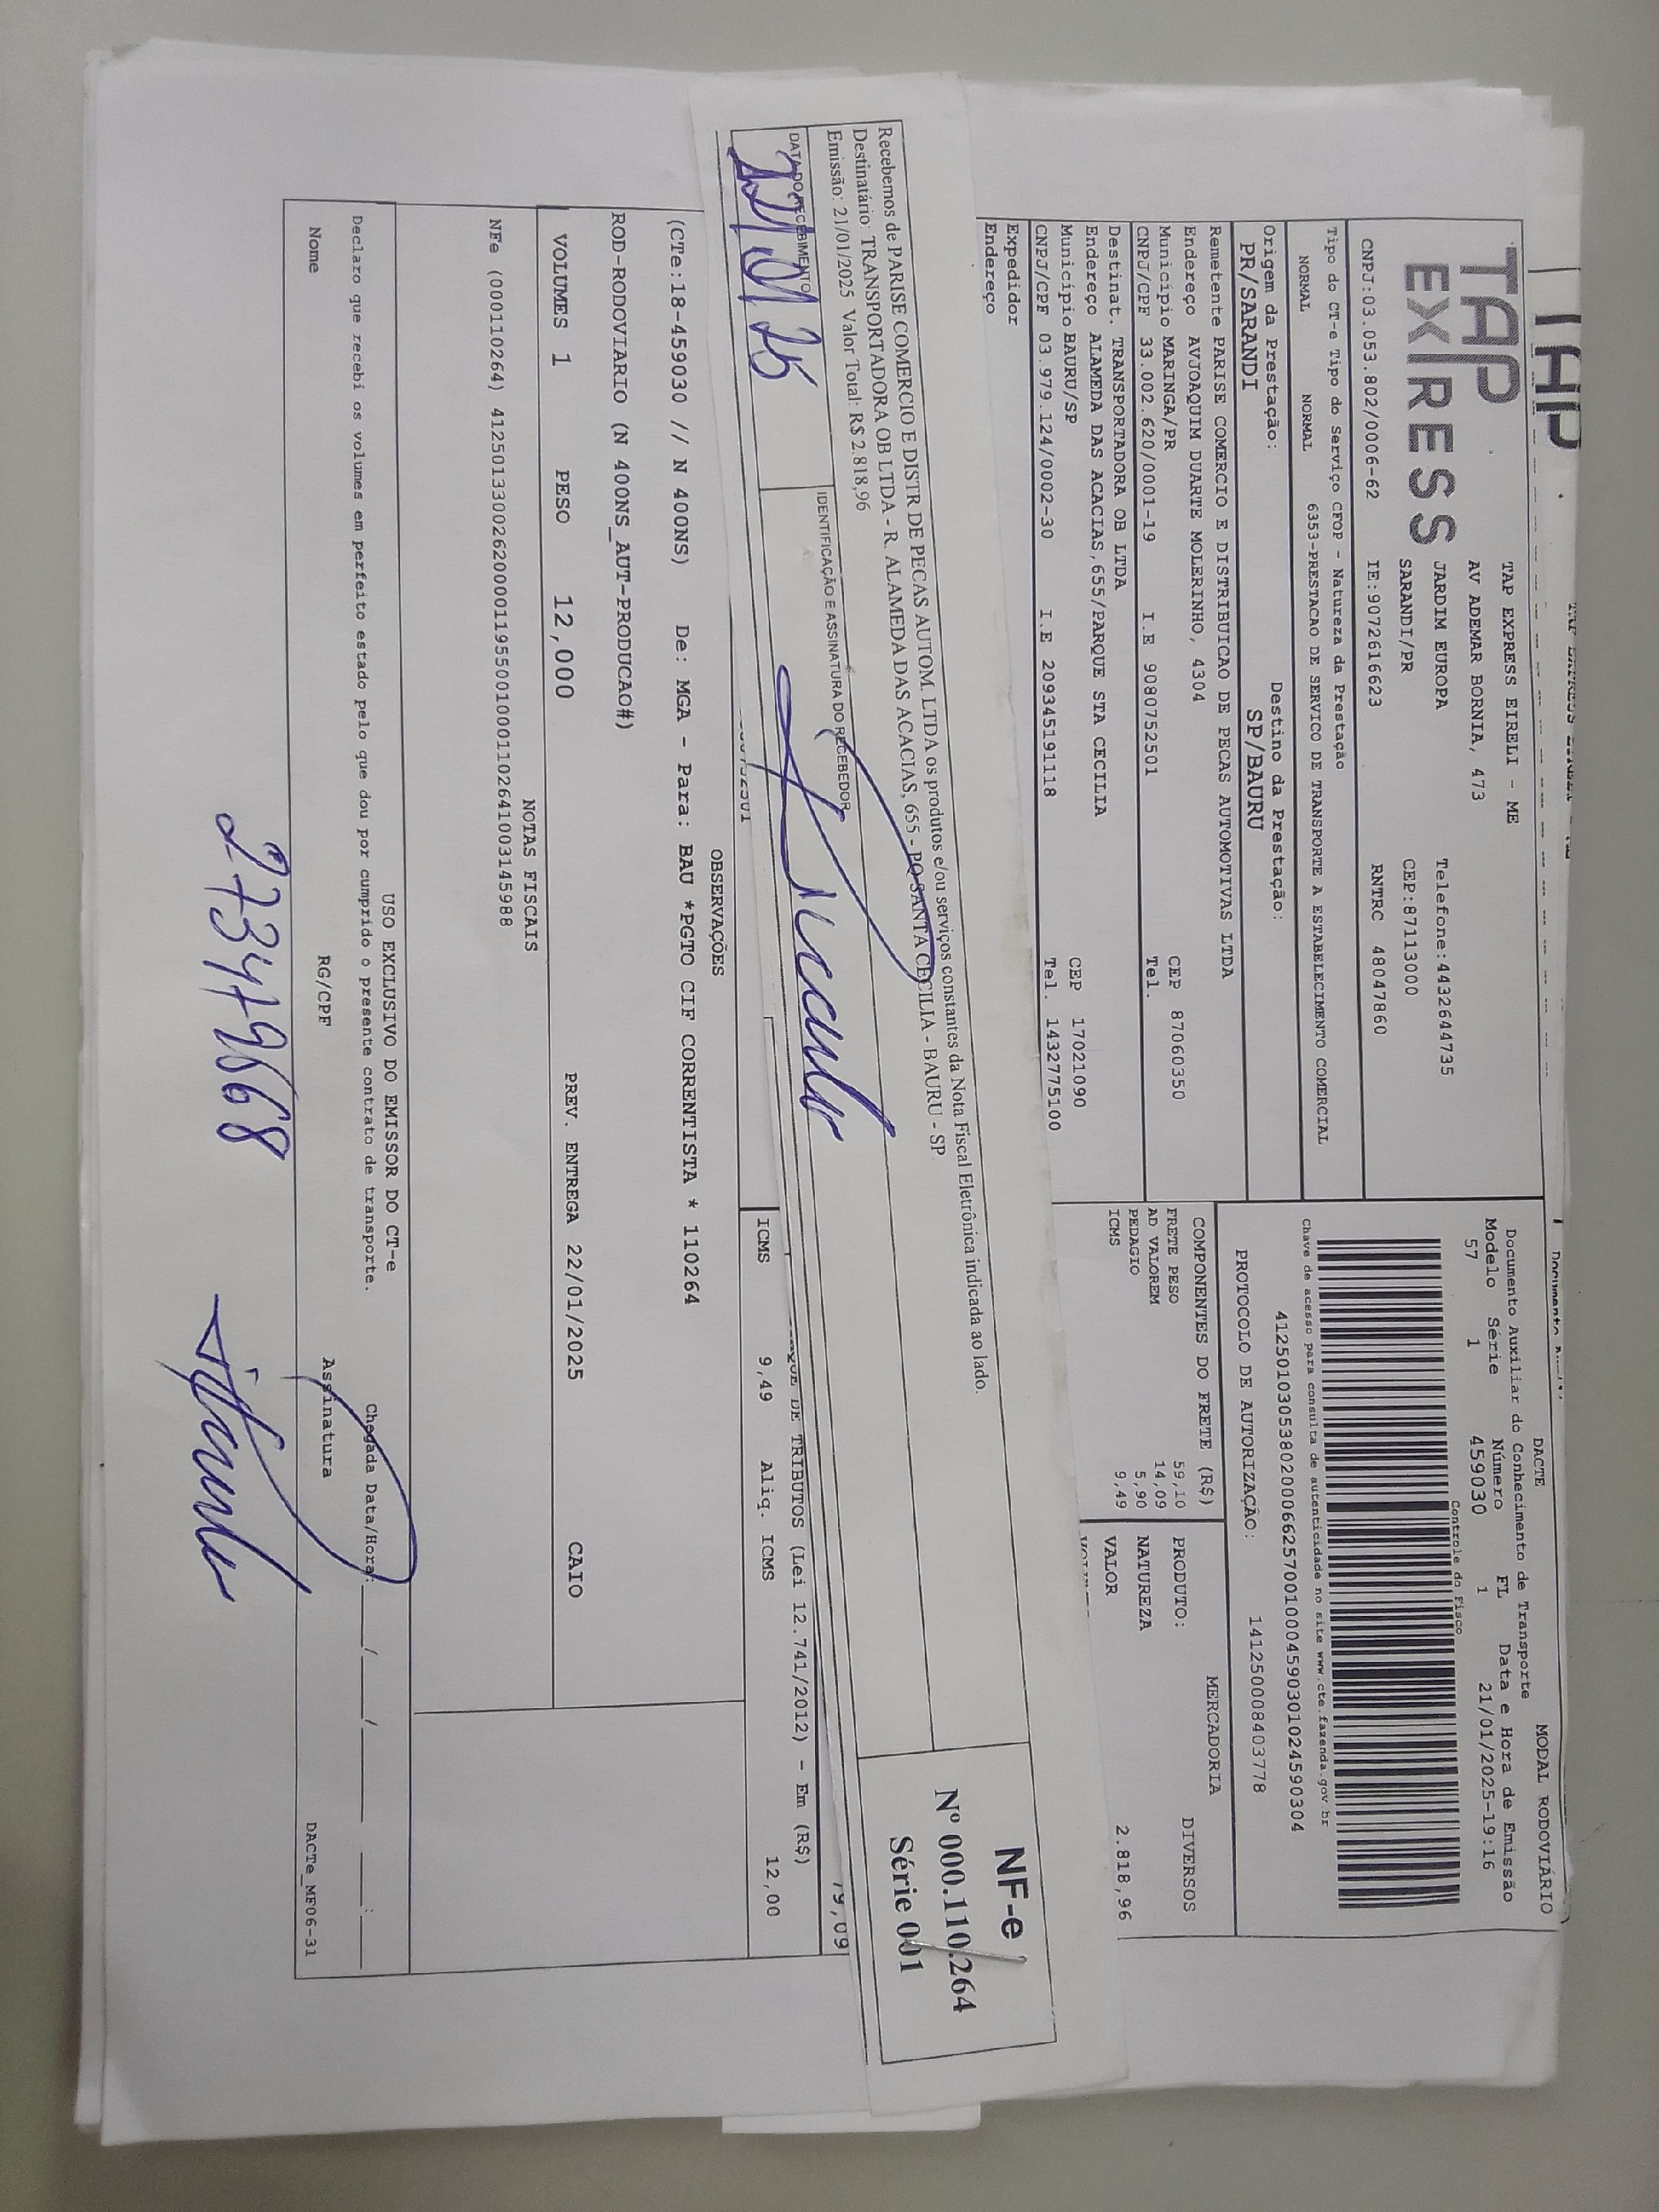 TAP
TAP EXPRESS
TAP EXPRESS EIRELI - ME
AV ADEMAR BORNIA, 473
JARDIM EUROPA Telefone:4432644735
SARANDI/PR CEP:87113000
CNPJ:03.053.802/0006-62 IE:9072616623 RNTRC 48047860
Tipo do CT-e Tipo do Serviço CFOP - Natureza da Prestação
NORMAL NORMAL 6353-PRESTACAO DE SERVICO DE TRANSPORTE A ESTABELECIMENTO COMERCIAL
Origem da Prestação: Destino da Prestação:
PR/SARANDI SP/BAURU
Remetente PARISE COMERCIO E DISTRIBUICAO DE PECAS AUTOMOTIVAS LTDA
Endereço AVJOAQUIM DUARTE MOLERINHO, 4304
Municipio MARINGA/PR CEP 87060350
CNPJ/CPF 33.002.620/0001-19 I.E 9080752501 Tel.
Destinat. TRANSPORTADORA OB LTDA
Endereço ALAMEDA DAS ACACIAS,655/PARQUE STA CECILIA
Municipio BAURU/SP CEP 17021090
CNPJ/CPF 03.979.124/0002-30 I.E 209345191118 Tel. 1432775100
Expedidor
Endereço
MODAL RODOVIÁRIO
DACTE
Documento Auxiliar do Conhecimento de Transporte
Modelo Série Número FL Data e Hora de Emissão
57 1 459030 1 21/01/2025-19:16
Controle do Fisco
Chave de acesso para consulta de autenticidade no site www.cte.fazenda.gov.br
41250103053802000662570010004590301024590304
PROTOCOLO DE AUTORIZAÇÃO: 141250008403778
COMPONENTES DO FRETE (R$)
FRETE PESO 59,10
AD VALOREM 14,09
PEDAGIO 5,90
ICMS 9,49
MERCADORIA
PRODUTO: DIVERSOS
NATUREZA
VALOR 2.818,96
Recebemos de PARISE COMERCIO E DISTR DE PECAS AUTOM. LTDA os produtos e/ou serviços constantes da Nota Fiscal Eletrônica indicada ao lado.
Destinatário: TRANSPORTADORA OB LTDA - R. ALAMEDA DAS ACACIAS, 655 - PQ SANTA CECILIA - BAURU - SP
Emissão: 21/01/2025 Valor Total: R$ 2.818,96
DATA DO RECEBIMENTO IDENTIFICAÇÃO E ASSINATURA DO RECEBEDOR
NF-e
Nº 000.110.264
Série 001
79,09
QUE DE TRIBUTOS (Lei 12.741/2012) - Em (R$)
ICMS 9,49 Aliq. ICMS 12,00
OBSERVAÇÕES
(CTe:18-459030 // N 400NS) De: MGA - Para: BAU *PGTO CIF CORRENTISTA * 110264
ROD-RODOVIARIO (N 400NS_AUT-PRODUCAO#)
VOLUMES 1 PESO 12,000 PREV. ENTREGA 22/01/2025 CAIO
NOTAS FISCAIS
NFe (000110264) 41250133002620000119550010001102641003145988
USO EXCLUSIVO DO EMISSOR DO CT-e
Declaro que recebi os volumes em perfeito estado pelo que dou por cumprido o presente contrato de transporte. Chegada Data/Hora: ___/___/_____ ___:___
Nome RG/CPF Assinatura DACTe_MF06-31